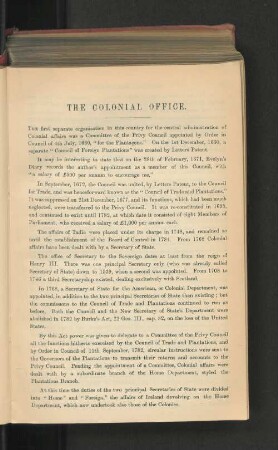 THE COLONIAL OFFICE.
THE first separate organization in this country for the central administration of
Colonial affairs was a Committee of the Privy Council appointed by Order in
Council of 4th July, 1660, "for the Plantacons." On the 1st December, 1660, a
separate "Council of Foreign Plantations" was created by Letters Patent.
It may be interesting to state that on the 28th of February, 1671, Evelyn's
Diary records the author's appointment as a member of this Council, with
"a salary of £500 per annum to encourage me."
In September, 1672, the Council was united, by Letters Patent, to the Council for
Trade, and was thenceforward known as the "Council of Trade and Plantations."
It was suppressed on 21st December, 1677, and its functions, which had been much
neglected, were transferred to the Privy Council. It was re-constituted in 1695,
and continued to exist until 1782, at which date it consisted of eight Members of
Parliament, who received a salary of £1,000 per annum each.
The affairs of India were placed under its charge in 1748, and remained so
until the establishment of the Board of Control in 1784. From 1782 Colonial
affairs have been dealt with by a Secretary of State.
The office of Secretary to the Sovereign dates at least from the reign of
Henry III. There was one principal Secretary only (who was already called
Secretary of State) down to 1539, when a second was appointed. From 1708 to
1746 a third Secretaryship existed, dealing exclusively with Scotland.
In 1768, a Secretary of State for the American, or Colonial, Department, was
appointed, in addition to the two principal Secretaries of State then existing; but
the commissions to the Council of Trade and Plantations continued to run as
before. Both the Council and the New Secretary of State's Department were
abolished in 1782 by Burke's Act, 22 Geo. III., cap. 82, on the loss of the United
States.
By this Act power was given to delegate to a Committee of the Privy Council
all the functions hitherto exercised by the Council of Trade and Plantations, and
by Order in Council of 11th September, 1782, circular instructions were sent to
the Governors of the Plantations to transmit their returns and accounts to the
Privy Council. Pending the appointment of a Committee, Colonial affairs were
dealt with by a subordinate branch of the Home Department, styled the
Plantations Branch.
At this time the duties of the two principal Secretaries of State were divided
into "Home" and "Foreign," the affairs of Ireland devolving on the Home
Department, which now undertook also those of the Colonies.